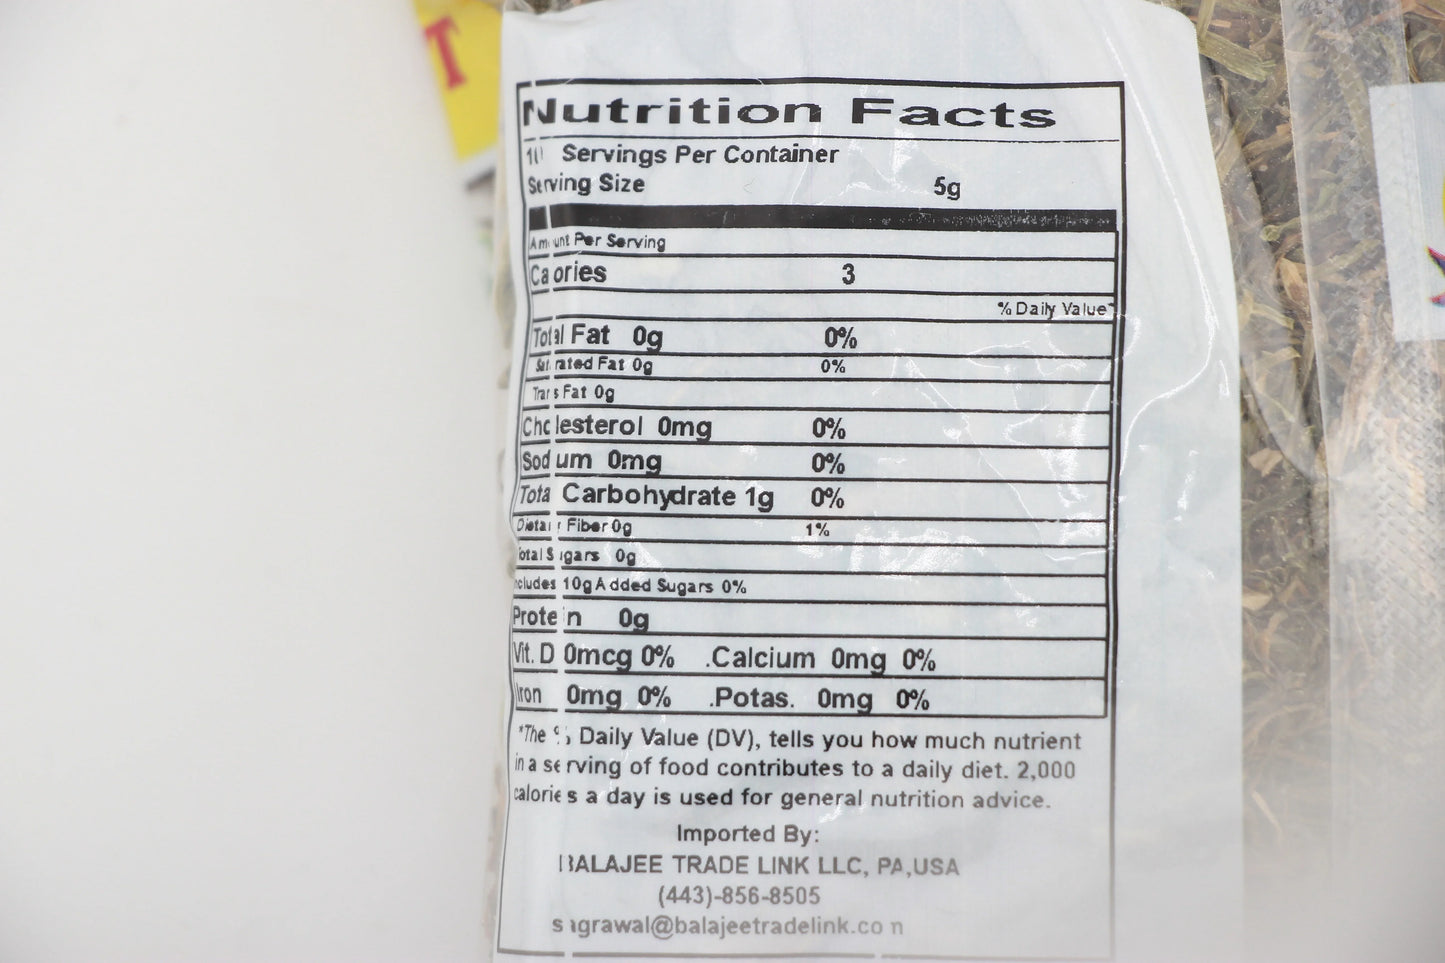 T
Nutrition Facts
Servings Per Container
Serving Size 5g
Amount Per Serving
Calories 3
% Daily Value*
Total Fat 0g 0%
Saturated Fat 0g 0%
Trans Fat 0g
Cholesterol 0mg 0%
Sodium 0mg 0%
Total Carbohydrate 1g 0%
Dietary Fiber 0g 1%
Total Sugars 0g
Includes 10g Added Sugars 0%
Protein 0g
Vit. D 0mcg 0% .Calcium 0mg 0%
Iron 0mg 0% .Potas. 0mg 0%
*The % Daily Value (DV), tells you how much nutrient
in a serving of food contributes to a daily diet. 2,000
calories a day is used for general nutrition advice.
Imported By:
BALAJEE TRADE LINK LLC, PA,USA
(443)-856-8505
sagrawal@balajeetradelink.com